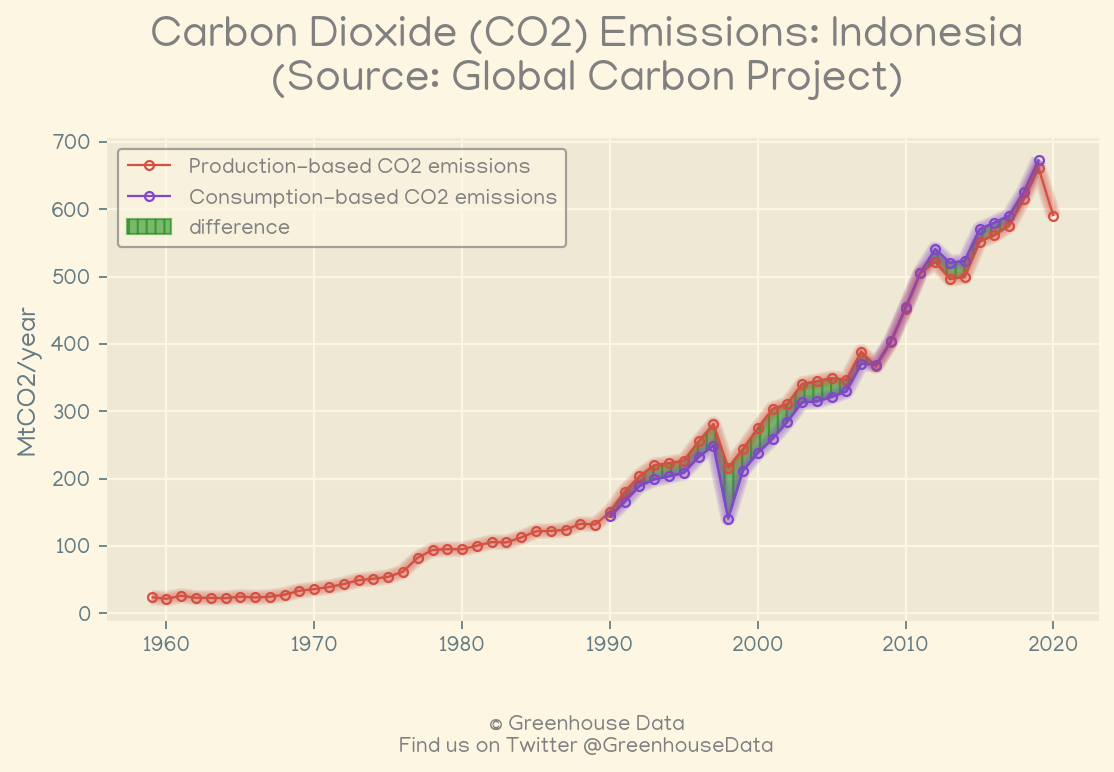 Carbon Dioxide (CO2) Emissions: Indonesia
(Source: Global Carbon Project)
700
600
500
400
300
200
100
0
MtCO2/year
Production-based CO2 emissions
Consumption-based CO2 emissions
difference
1960 1970 1980 1990 2000 2010 2020
© Greenhouse Data
Find us on Twitter @GreenhouseData